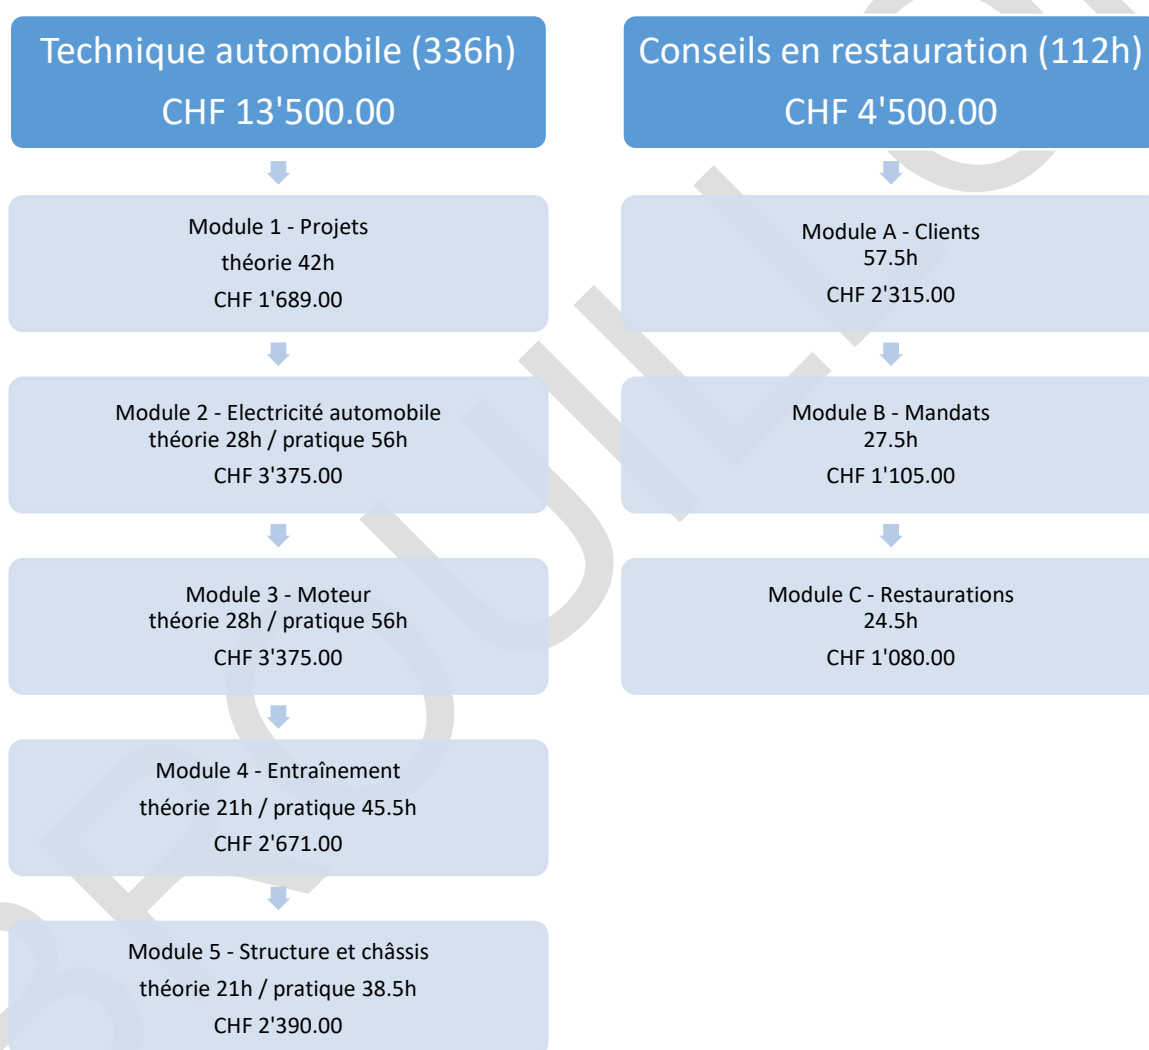 Technique automobile (336h)
CHF 13'500.00
Module 1 - Projets
théorie 42h
CHF 1'689.00
Module 2 - Electricité automobile
théorie 28h / pratique 56h
CHF 3'375.00
Module 3 - Moteur
théorie 28h / pratique 56h
CHF 3'375.00
Module 4 - Entraînement
théorie 21h / pratique 45.5h
CHF 2'671.00
Module 5 - Structure et châssis
théorie 21h / pratique 38.5h
CHF 2'390.00
Conseils en restauration (112h)
CHF 4'500.00
Module A - Clients
57.5h
CHF 2'315.00
Module B - Mandats
27.5h
CHF 1'105.00
Module C - Restaurations
24.5h
CHF 1'080.00